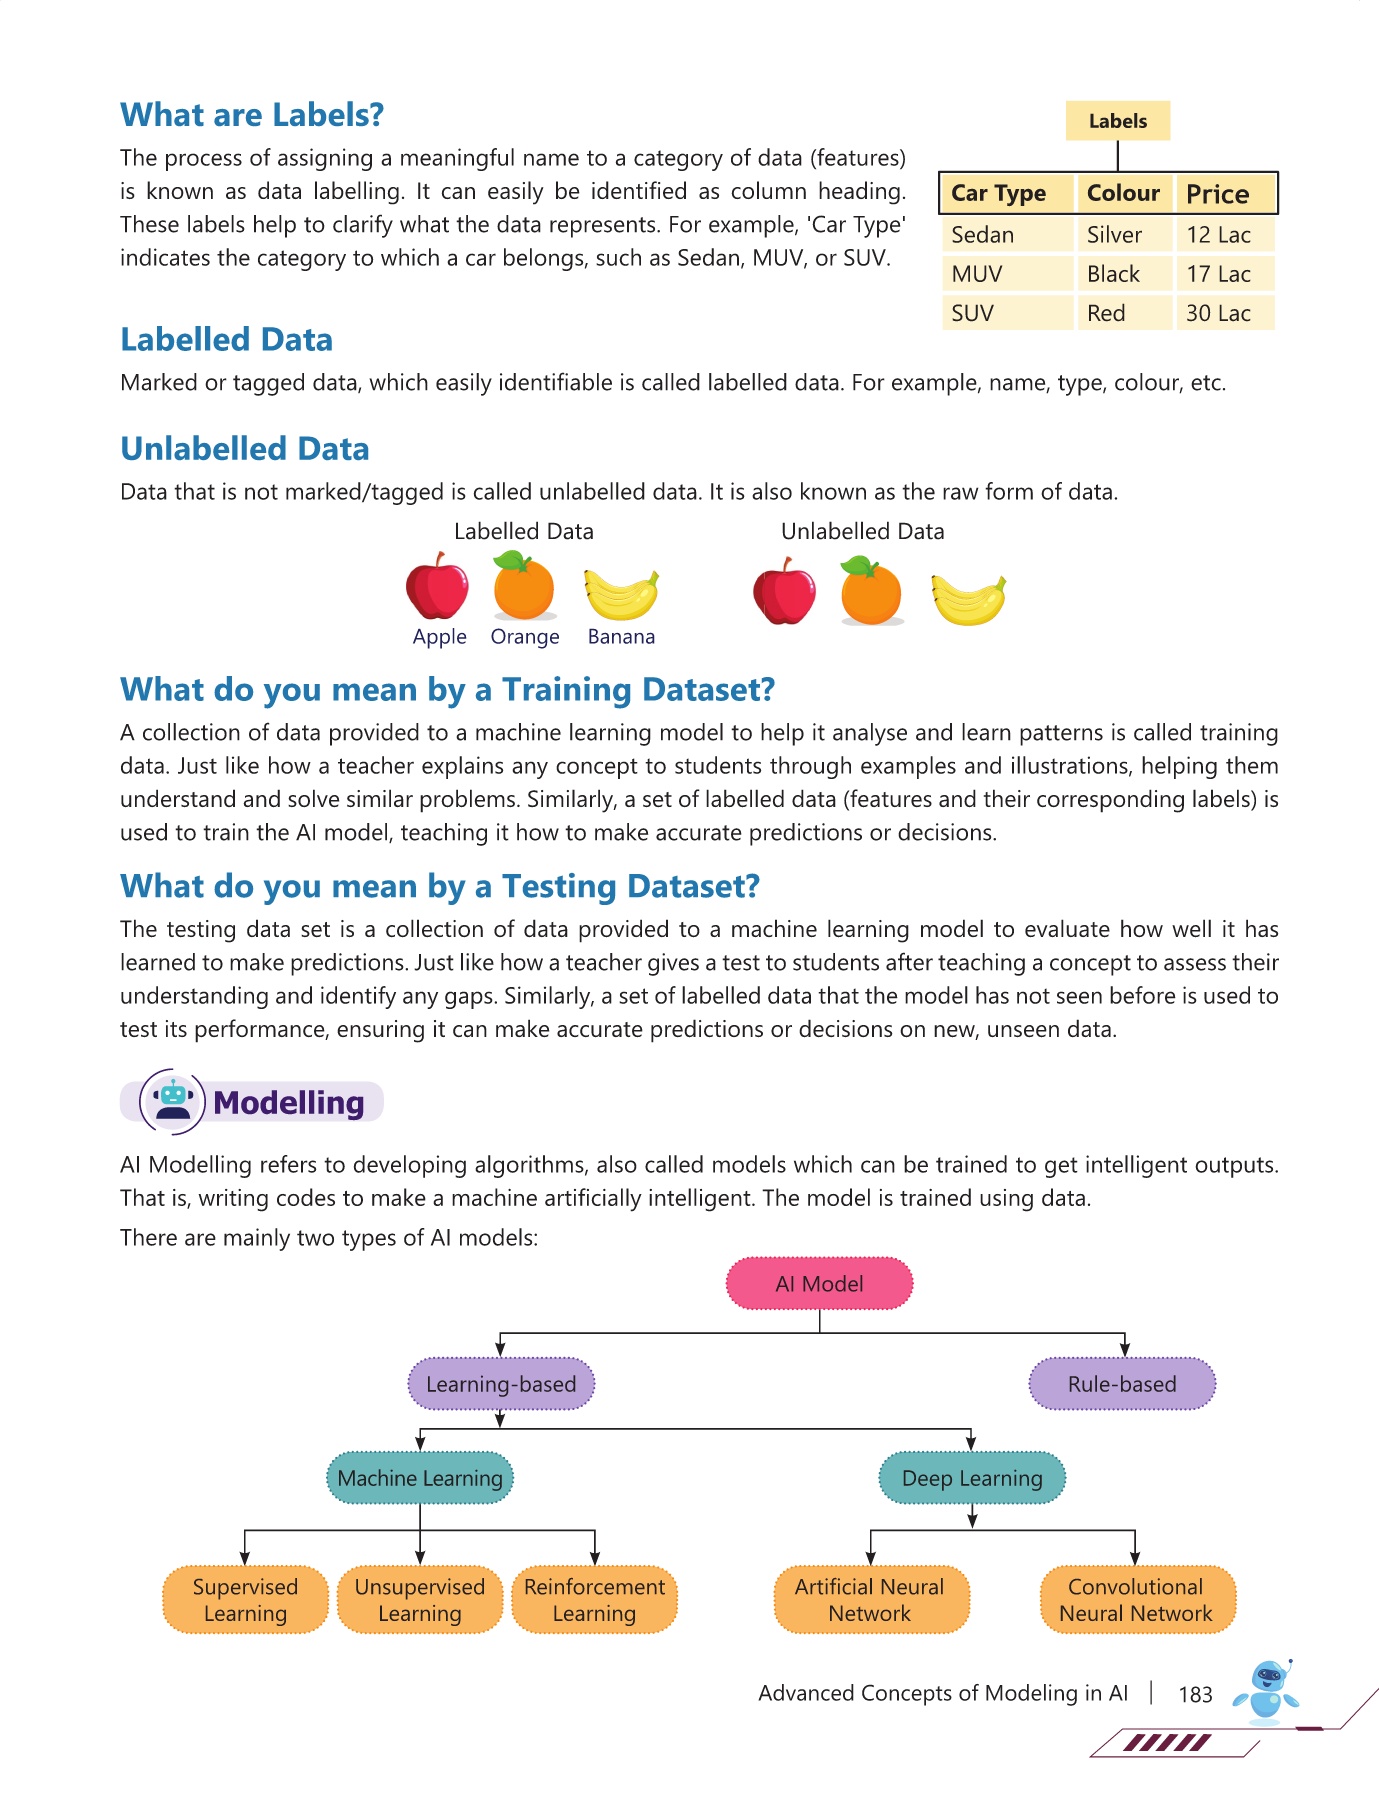 What are Labels?
The process of assigning a meaningful name to a category of data (features)
is known as data labelling. It can easily be identified as column heading.
These labels help to clarify what the data represents. For example, 'Car Type'
indicates the category to which a car belongs, such as Sedan, MUV, or SUV.
Labels
Car Type Colour Price
Sedan Silver 12 Lac
MUV Black 17 Lac
SUV Red 30 Lac
Labelled Data
Marked or tagged data, which easily identifiable is called labelled data. For example, name, type, colour, etc.
Unlabelled Data
Data that is not marked/tagged is called unlabelled data. It is also known as the raw form of data.
Labelled Data Unlabelled Data
Apple Orange Banana
What do you mean by a Training Dataset?
A collection of data provided to a machine learning model to help it analyse and learn patterns is called training
data. Just like how a teacher explains any concept to students through examples and illustrations, helping them
understand and solve similar problems. Similarly, a set of labelled data (features and their corresponding labels) is
used to train the AI model, teaching it how to make accurate predictions or decisions.
What do you mean by a Testing Dataset?
The testing data set is a collection of data provided to a machine learning model to evaluate how well it has
learned to make predictions. Just like how a teacher gives a test to students after teaching a concept to assess their
understanding and identify any gaps. Similarly, a set of labelled data that the model has not seen before is used to
test its performance, ensuring it can make accurate predictions or decisions on new, unseen data.
Modelling
AI Modelling refers to developing algorithms, also called models which can be trained to get intelligent outputs.
That is, writing codes to make a machine artificially intelligent. The model is trained using data.
There are mainly two types of AI models:
AI Model
Learning-based Rule-based
Machine Learning Deep Learning
Supervised
Learning
Unsupervised
Learning
Reinforcement
Learning
Artificial Neural
Network
Convolutional
Neural Network
Advanced Concepts of Modeling in AI | 183